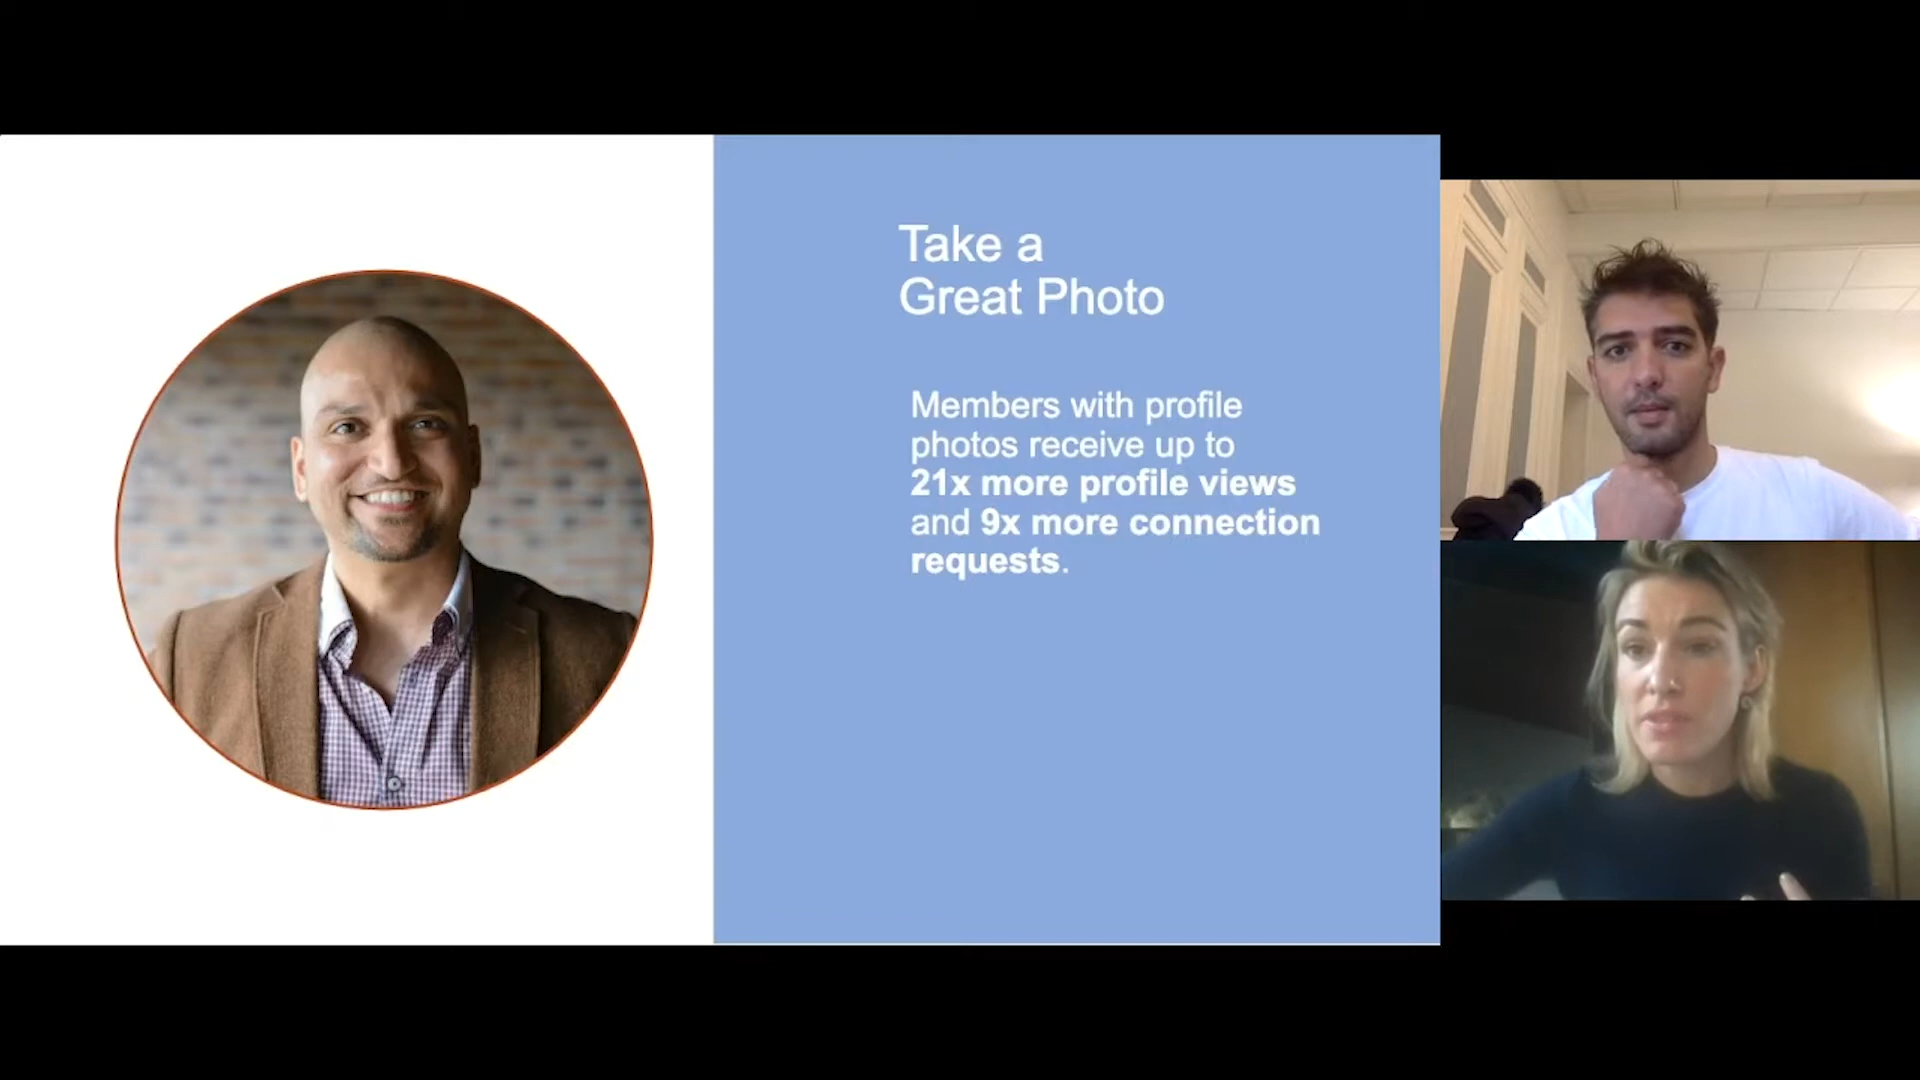 Take a
Great Photo
Members with profile
photos receive up to
21x more profile views
and 9x more connection
requests.